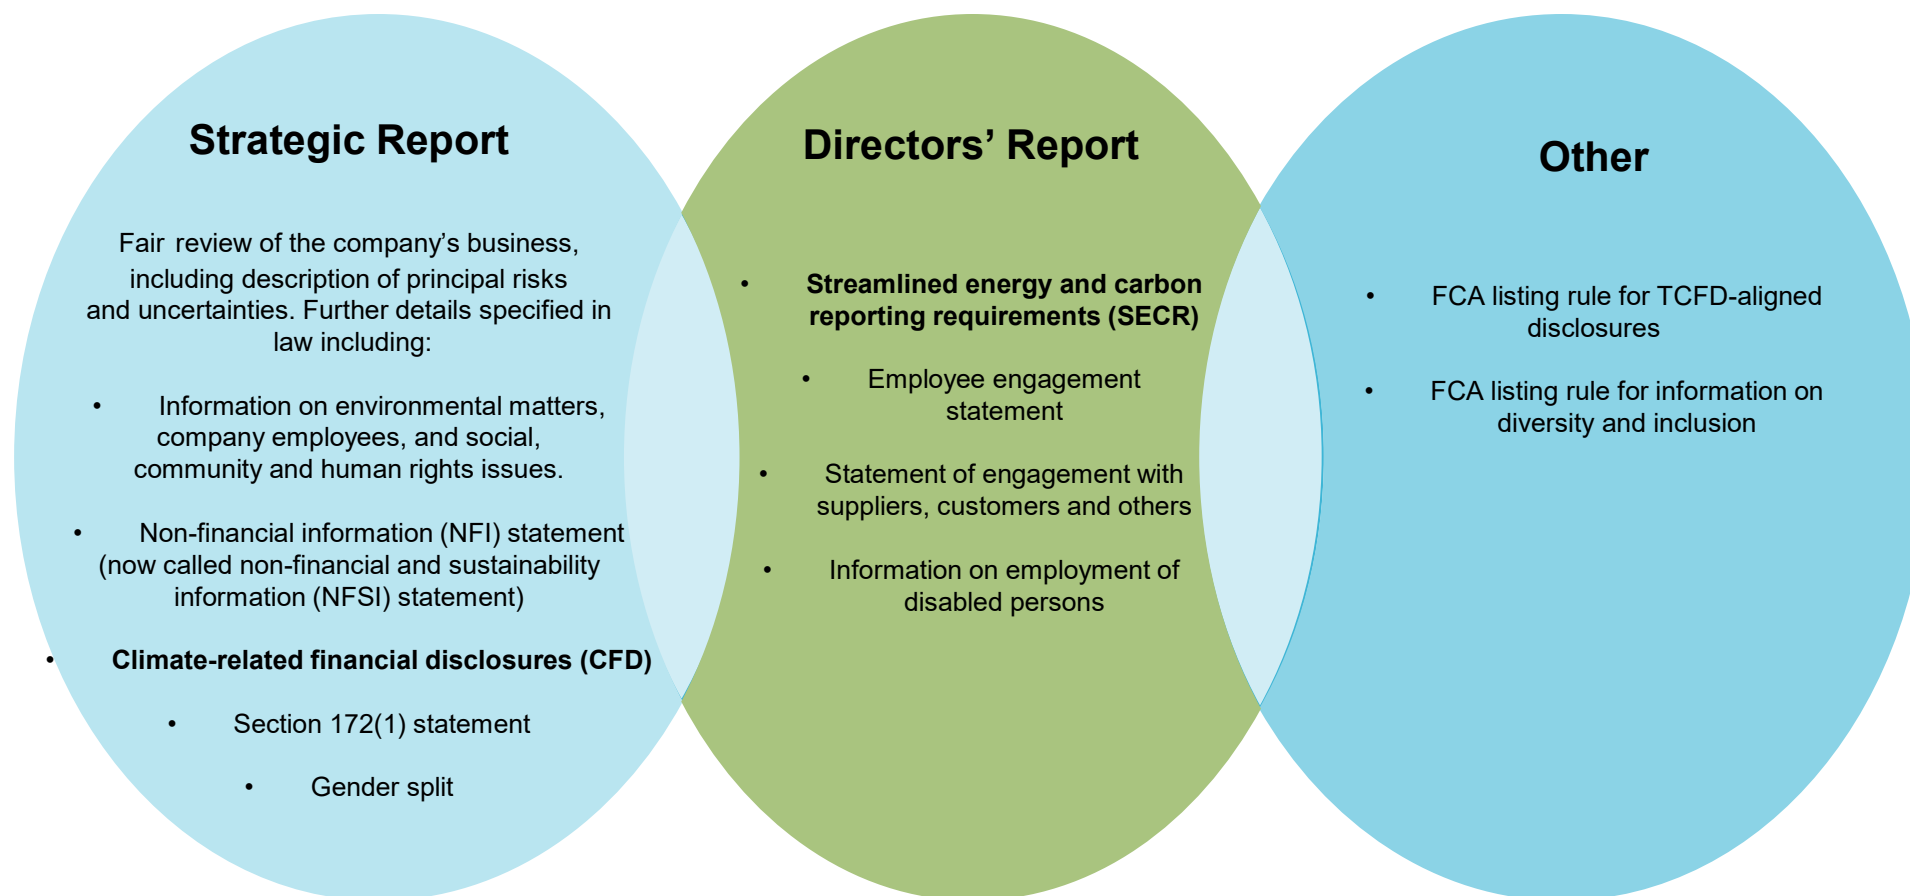 Strategic Report
Fair review of the company’s business,
including description of principal risks
and uncertainties. Further details specified in
law including:
• Information on environmental matters,
company employees, and social,
community and human rights issues.
• Non-financial information (NFI) statement
(now called non-financial and sustainability
information (NFSI) statement)
• Climate-related financial disclosures (CFD)
• Section 172(1) statement
• Gender split
Directors’ Report
• Streamlined energy and carbon
reporting requirements (SECR)
• Employee engagement
statement
• Statement of engagement with
suppliers, customers and others
• Information on employment of
disabled persons
Other
• FCA listing rule for TCFD-aligned
disclosures
• FCA listing rule for information on
diversity and inclusion